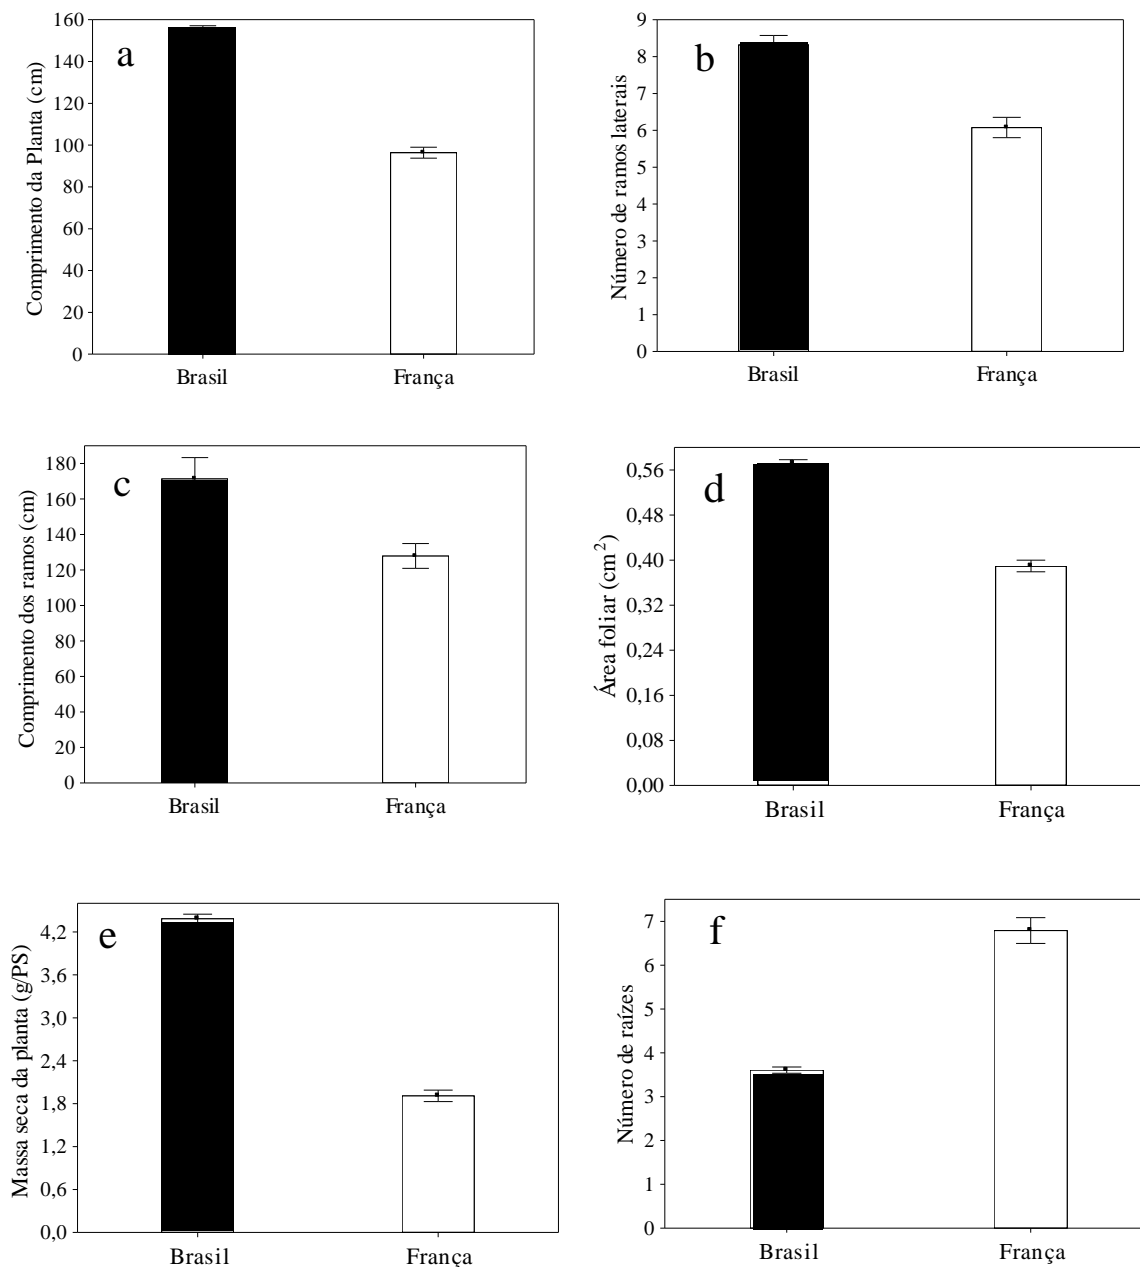 a
Comprimento da Planta (cm)
160
140
120
100
80
60
40
20
0
Brasil França
b
Número de ramos laterais
9
8
7
6
5
4
3
2
1
0
Brasil França
c
Comprimento dos ramos (cm)
180
160
140
120
100
80
60
40
20
0
Brasil França
d
Área foliar (cm²)
0,56
0,48
0,40
0,32
0,24
0,16
0,08
0,00
Brasil França
e
Massa seca da planta (g/PS)
4,2
3,6
3,0
2,4
1,8
1,2
0,6
0,0
Brasil França
f
Número de raízes
7
6
5
4
3
2
1
0
Brasil França